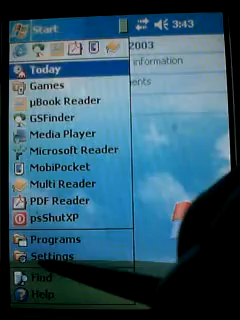 Start
3:43
2003
information
ents
Today
Games
µBook Reader
GSFinder
Media Player
Microsoft Reader
MobiPocket
Multi Reader
PDF Reader
psShutXP
Programs
Settings
Find
Help